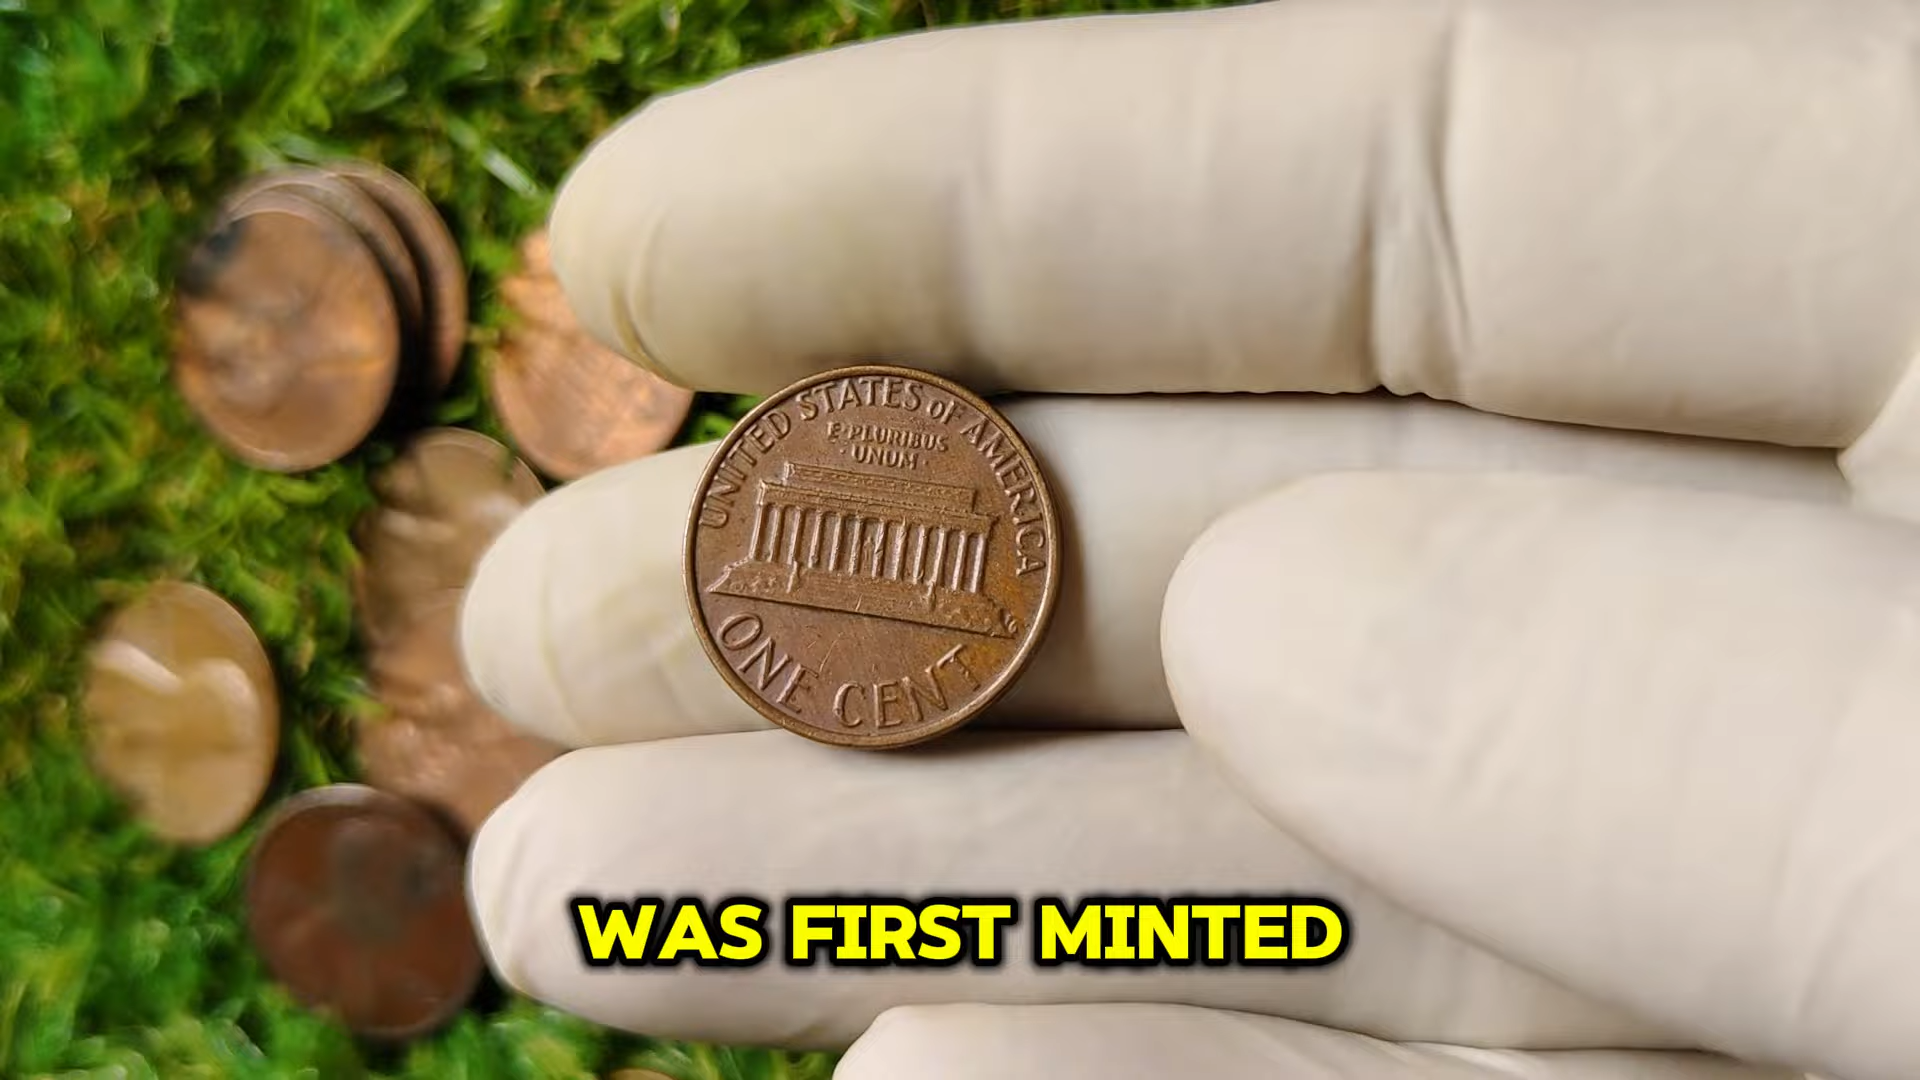 UNITED STATES OF AMERICA
E·PLURIBUS
·UNUM·
ONE CENT
WAS FIRST MINTED